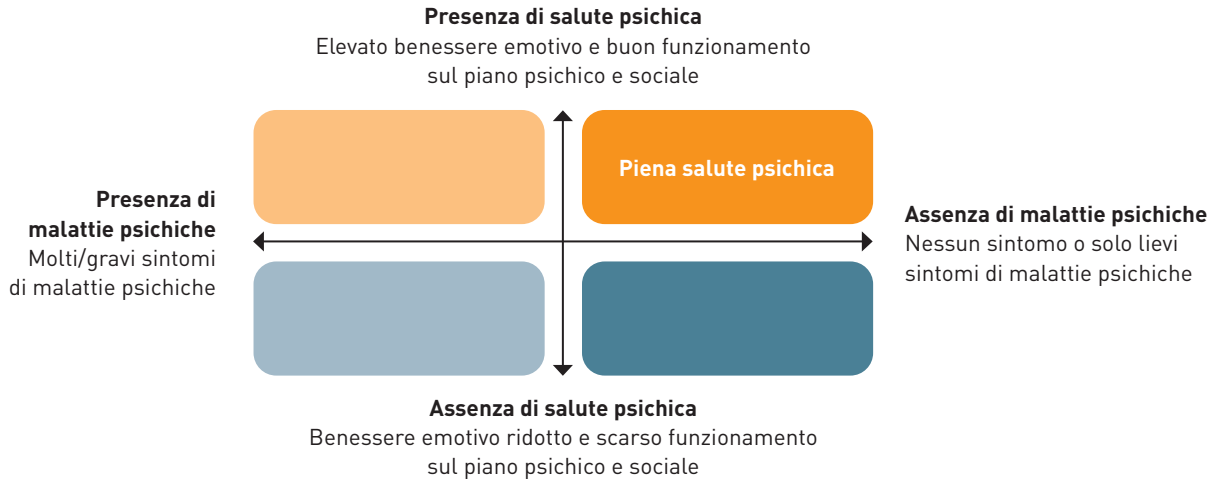 Presenza di salute psichica
Elevato benessere emotivo e buon funzionamento
sul piano psichico e sociale
Piena salute psichica
Presenza di
malattie psichiche
Molti/gravi sintomi
di malattie psichiche
Assenza di malattie psichiche
Nessun sintomo o solo lievi
sintomi di malattie psichiche
Assenza di salute psichica
Benessere emotivo ridotto e scarso funzionamento
sul piano psichico e sociale